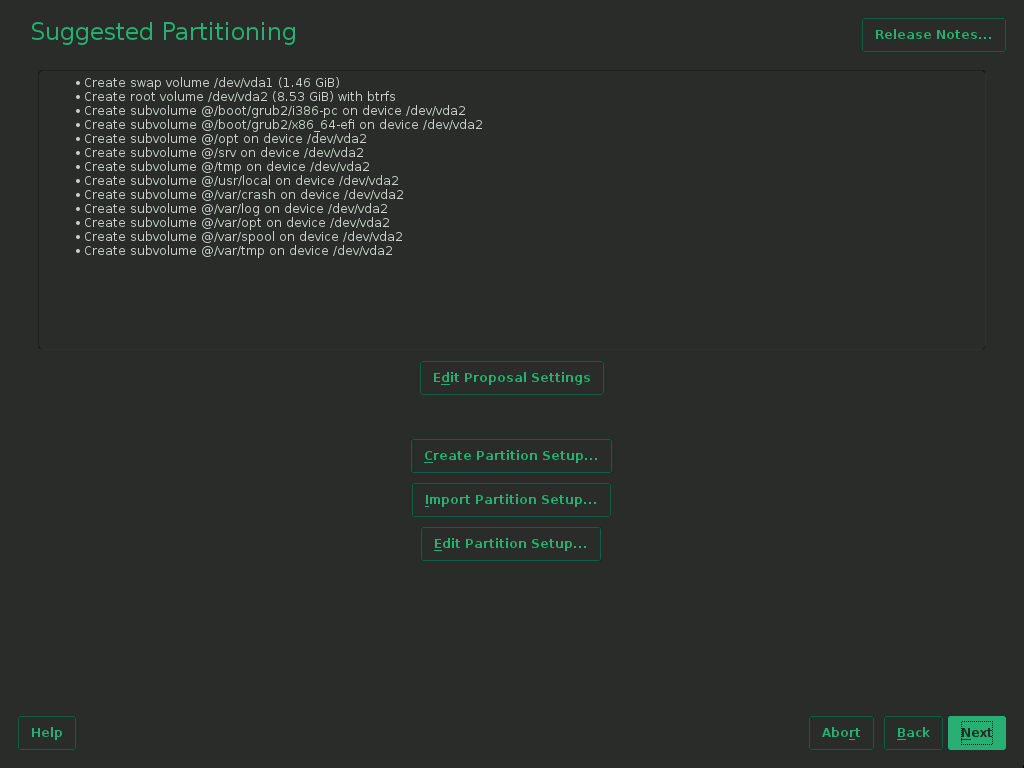 Suggested Partitioning
Release Notes...
• Create swap volume /dev/vda1 (1.46 GiB)
• Create root volume /dev/vda2 (8.53 GiB) with btrfs
• Create subvolume @/boot/grub2/i386-pc on device /dev/vda2
• Create subvolume @/boot/grub2/x86_64-efi on device /dev/vda2
• Create subvolume @/opt on device /dev/vda2
• Create subvolume @/srv on device /dev/vda2
• Create subvolume @/tmp on device /dev/vda2
• Create subvolume @/usr/local on device /dev/vda2
• Create subvolume @/var/crash on device /dev/vda2
• Create subvolume @/var/log on device /dev/vda2
• Create subvolume @/var/opt on device /dev/vda2
• Create subvolume @/var/spool on device /dev/vda2
• Create subvolume @/var/tmp on device /dev/vda2
Edit Proposal Settings
Create Partition Setup...
Import Partition Setup...
Edit Partition Setup...
Help Abort Back Next